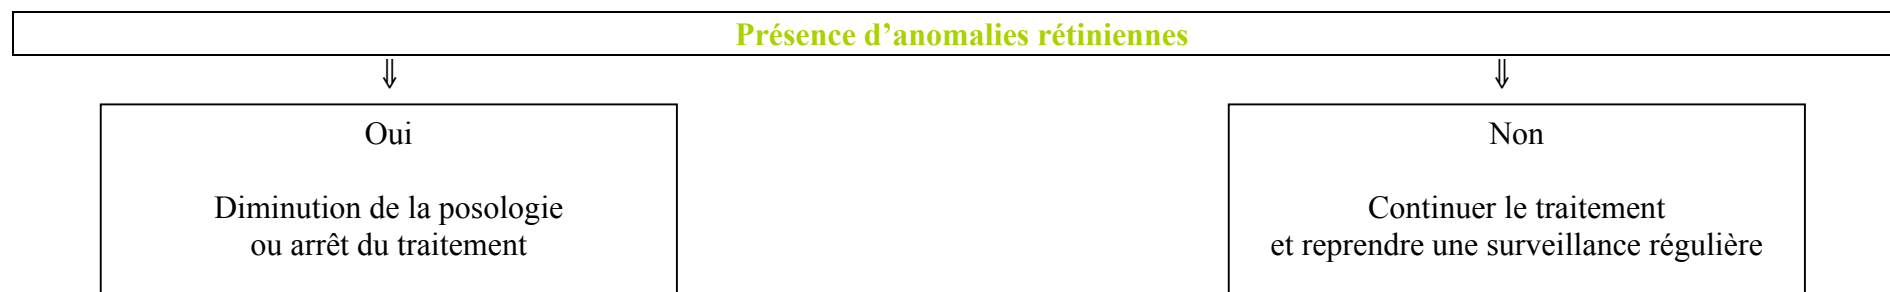 Présence d’anomalies rétiniennes
⇓
⇓
Oui
Diminution de la posologie
ou arrêt du traitement
Non
Continuer le traitement
et reprendre une surveillance régulière